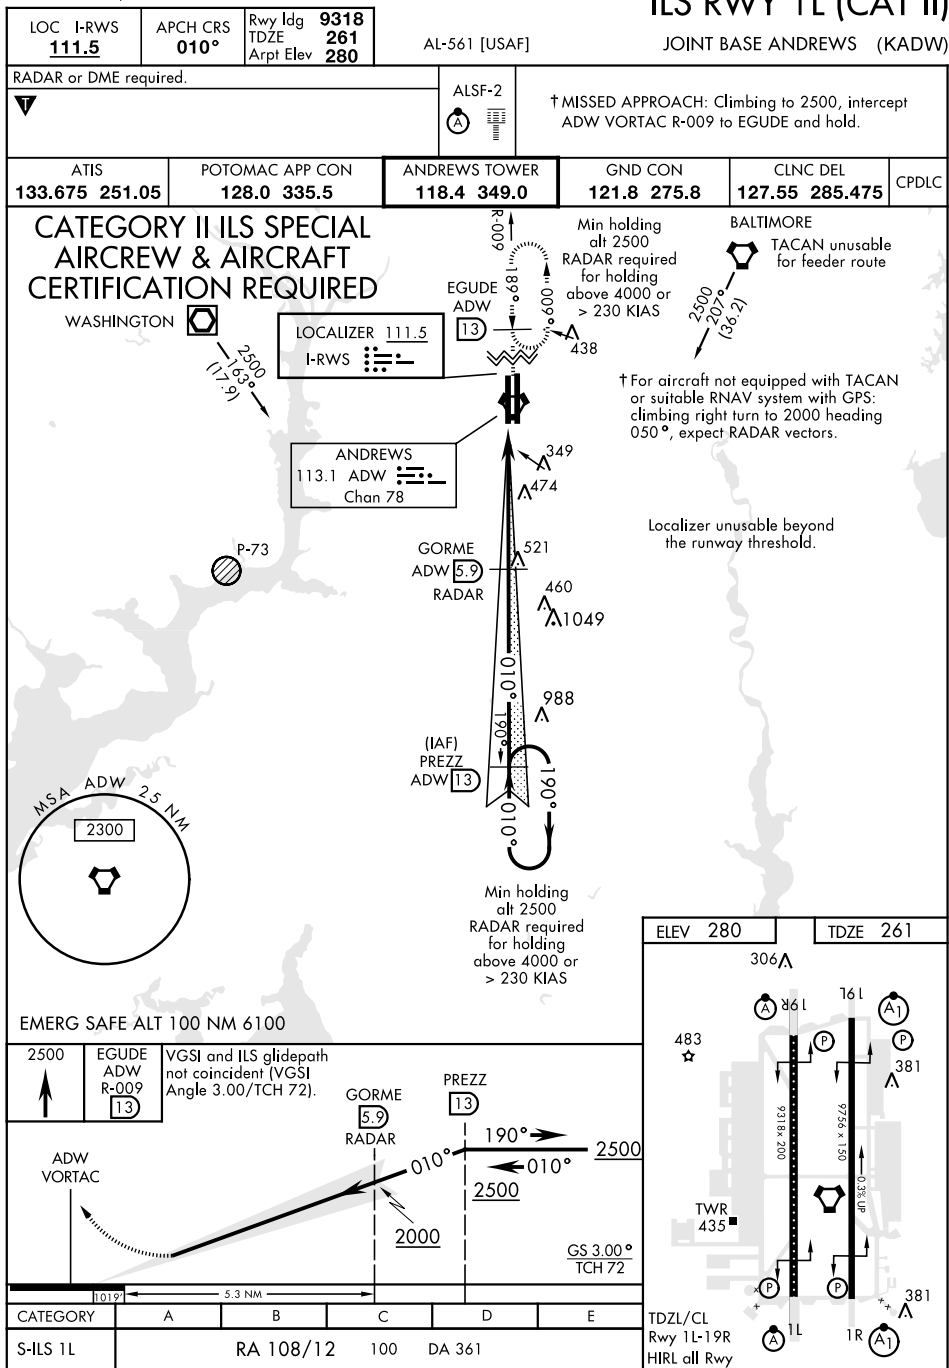 ILS RWY 1L (CAT II)
LOC I-RWS
111.5
APCH CRS
010°
Rwy ldg 9318
TDZE 261
Arpt Elev 280
AL-561 [USAF]
JOINT BASE ANDREWS (KADW)
RADAR or DME required.
T
ALSF-2
A
† MISSED APPROACH: Climbing to 2500, intercept
ADW VORTAC R-009 to EGUDE and hold.
ATIS
133.675 251.05
POTOMAC APP CON
128.0 335.5
ANDREWS TOWER
118.4 349.0
GND CON
121.8 275.8
CLNC DEL
127.55 285.475
CPDLC
CATEGORY II ILS SPECIAL
AIRCREW & AIRCRAFT
CERTIFICATION REQUIRED
WASHINGTON
2500
163°
(17.9)
LOCALIZER 111.5
I-RWS
R-009
189°
009°
EGUDE
ADW
13
438
Min holding
alt 2500
RADAR required
for holding
above 4000 or
> 230 KIAS
BALTIMORE
TACAN unusable
for feeder route
2500
207°
(36.2)
† For aircraft not equipped with TACAN
or suitable RNAV system with GPS:
climbing right turn to 2000 heading
050°, expect RADAR vectors.
ANDREWS
113.1 ADW
Chan 78
349
474
Localizer unusable beyond
the runway threshold.
P-73
GORME
ADW 5.9
RADAR
521
460
1049
010°
988
190°
(IAF)
PREZZ
ADW 13
190°
010°
MSA ADW 25 NM
2300
Min holding
alt 2500
RADAR required
for holding
above 4000 or
> 230 KIAS
EMERG SAFE ALT 100 NM 6100
ELEV 280
TDZE 261
306
A
19R
19L
A1
483
P
P
381
9318 x 200
9756 x 150
0.3% UP
TWR
435
P
P
381
TDZL/CL
Rwy 1L-19R
HIRL all Rwy
A
1L
1R
A1
2500
EGUDE
ADW
R-009
13
VGSI and ILS glidepath
not coincident (VGSI
Angle 3.00/TCH 72).
GORME
5.9
RADAR
PREZZ
13
190°
2500
010°
010°
2500
2000
ADW
VORTAC
GS 3.00°
TCH 72
1019'
5.3 NM
CATEGORY A B C D E
S-ILS 1L
RA 108/12 100 DA 361